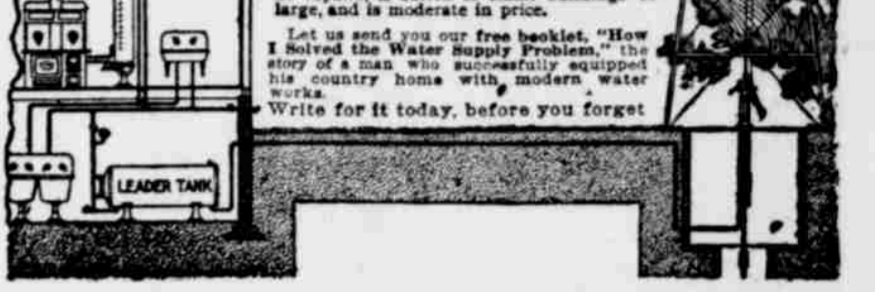 large, and is moderate in price.
Let us send you our free booklet, "How
I Solved the Water Supply Problem," the
story of a man who successfully equipped
his country home with modern water
works.
Write for it today, before you forget
LEADER TANK